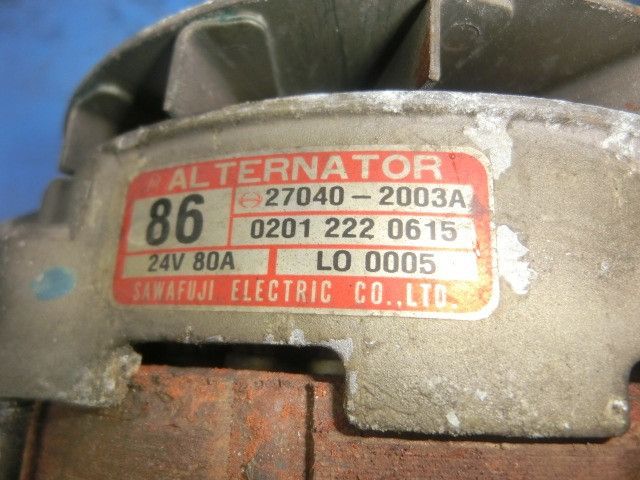 ALTERNATOR
86
27040-2003A
0201 222 0615
24V 80A
LO 0005
SAWAFUJI ELECTRIC CO.,LTD.